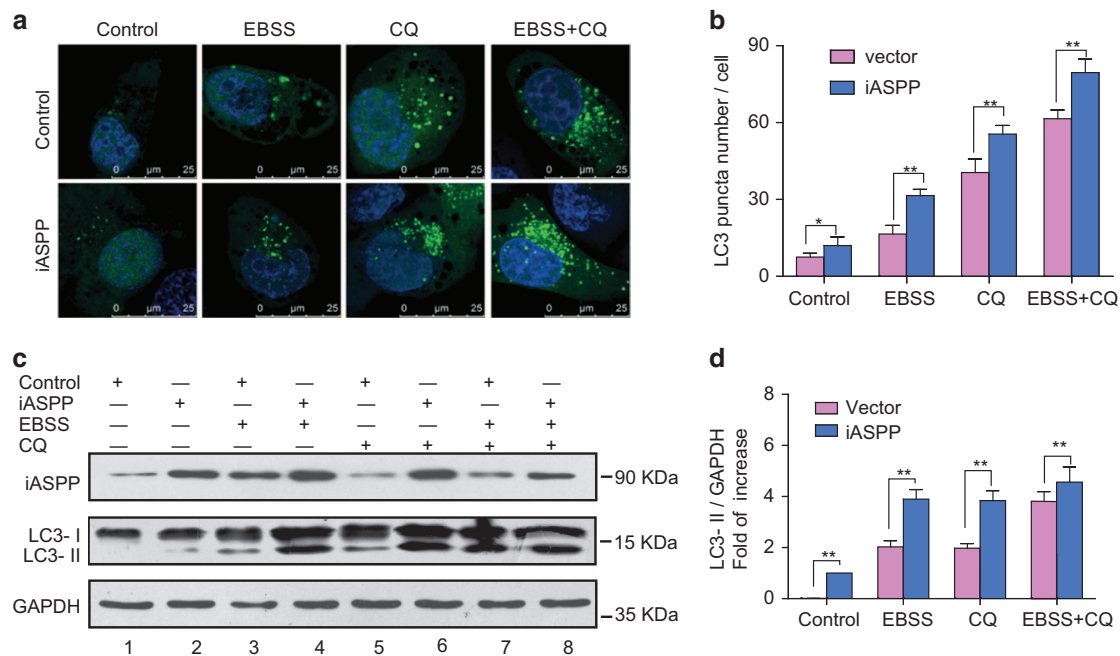 a
Control EBSS CQ EBSS+CQ
Control
0 µm 25 0 µm 25 0 µm 25 0 µm 25
iASPP
0 µm 25 0 µm 25 0 µm 25 0 µm 25
b
LC3 puncta number / cell
90
60
30
0
vector
iASPP
* ** ** **
Control EBSS CQ EBSS+CQ
c
Control + — + — + — + —
iASPP — + — + — + — +
EBSS — — + + — — + +
CQ — — — — + + + +
iASPP –90 KDa
LC3- I
LC3- II –15 KDa
GAPDH –35 KDa
1 2 3 4 5 6 7 8
d
LC3- II / GAPDH
Fold of increase
8
6
4
2
0
Vector
iASPP
** ** ** **
Control EBSS CQ EBSS+CQ